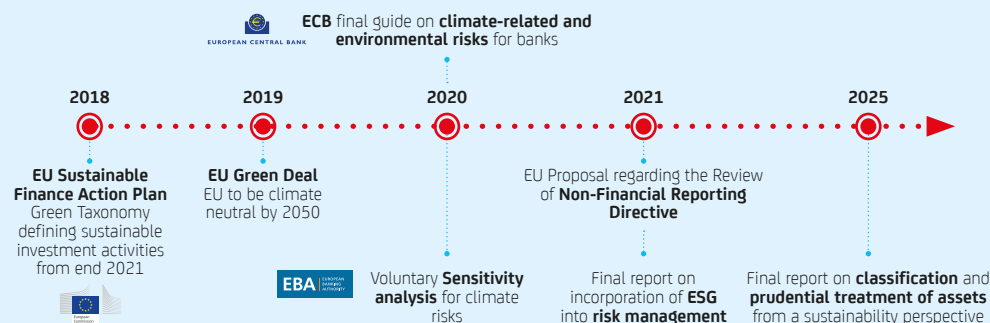 ECB final guide on climate-related and
environmental risks for banks
EUROPEAN CENTRAL BANK
2018
2019
2020
2021
2025
EU Sustainable
Finance Action Plan
Green Taxonomy
defining sustainable
investment activities
from end 2021
EU Green Deal
EU to be climate
neutral by 2050
EU Proposal regarding the Review
of Non-Financial Reporting
Directive
European
Commission
EBA
EUROPEAN
BANKING
AUTHORITY
Voluntary Sensitivity
analysis for climate
risks
Final report on
incorporation of ESG
into risk management
Final report on classification and
prudential treatment of assets
from a sustainability perspective